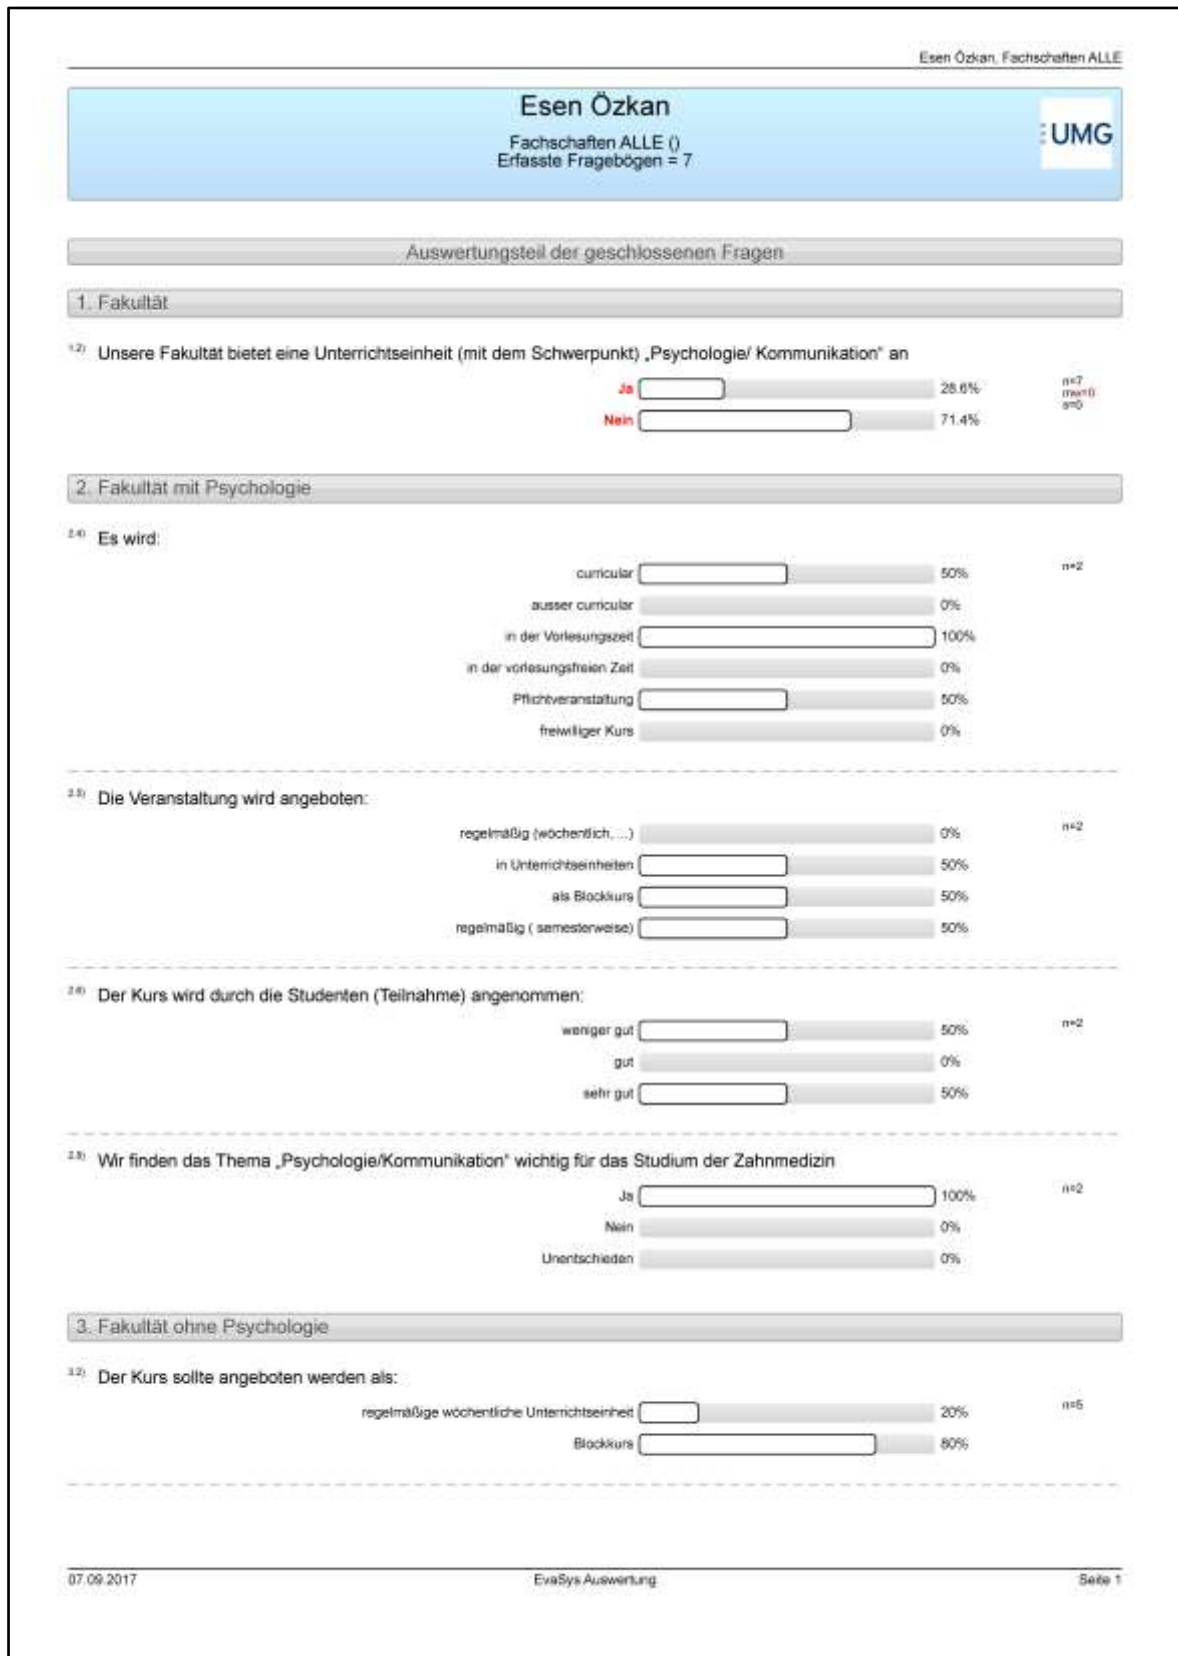 Esen Özkan, Fachschaften ALLE
Esen Özkan
Fachschaften ALLE ()
Erfasste Fragebögen = 7
UMG
Auswertungsteil der geschlossenen Fragen
1. Fakultät
1.2) Unsere Fakultät bietet eine Unterrichtseinheit (mit dem Schwerpunkt) „Psychologie/ Kommunikation“ an
Ja 28.6% n=7
mw=0
s=0
Nein 71.4%
2. Fakultät mit Psychologie
2.4) Es wird:
curricular 50% n=2
ausser curricular 0%
in der Vorlesungszeit 100%
in der vorlesungsfreien Zeit 0%
Pflichtveranstaltung 50%
freiwilliger Kurs 0%
Die Veranstaltung wird angeboten:
regelmäßig (wöchentlich, ...) 0% n=2
in Unterrichtseinheiten 50%
als Blockkurs 50%
regelmäßig ( semesterweise) 50%
Der Kurs wird durch die Studenten (Teilnahme) angenommen:
weniger gut 50% n=2
gut 0%
sehr gut 50%
Wir finden das Thema „Psychologie/Kommunikation“ wichtig für das Studium der Zahnmedizin
Ja 100% n=2
Nein 0%
Unentschieden 0%
3. Fakultät ohne Psychologie
3.2) Der Kurs sollte angeboten werden als:
regelmäßige wöchentliche Unterrichtseinheit 20% n=5
Blockkurs 80%
07.09.2017 EvaSys Auswertung Seite 1